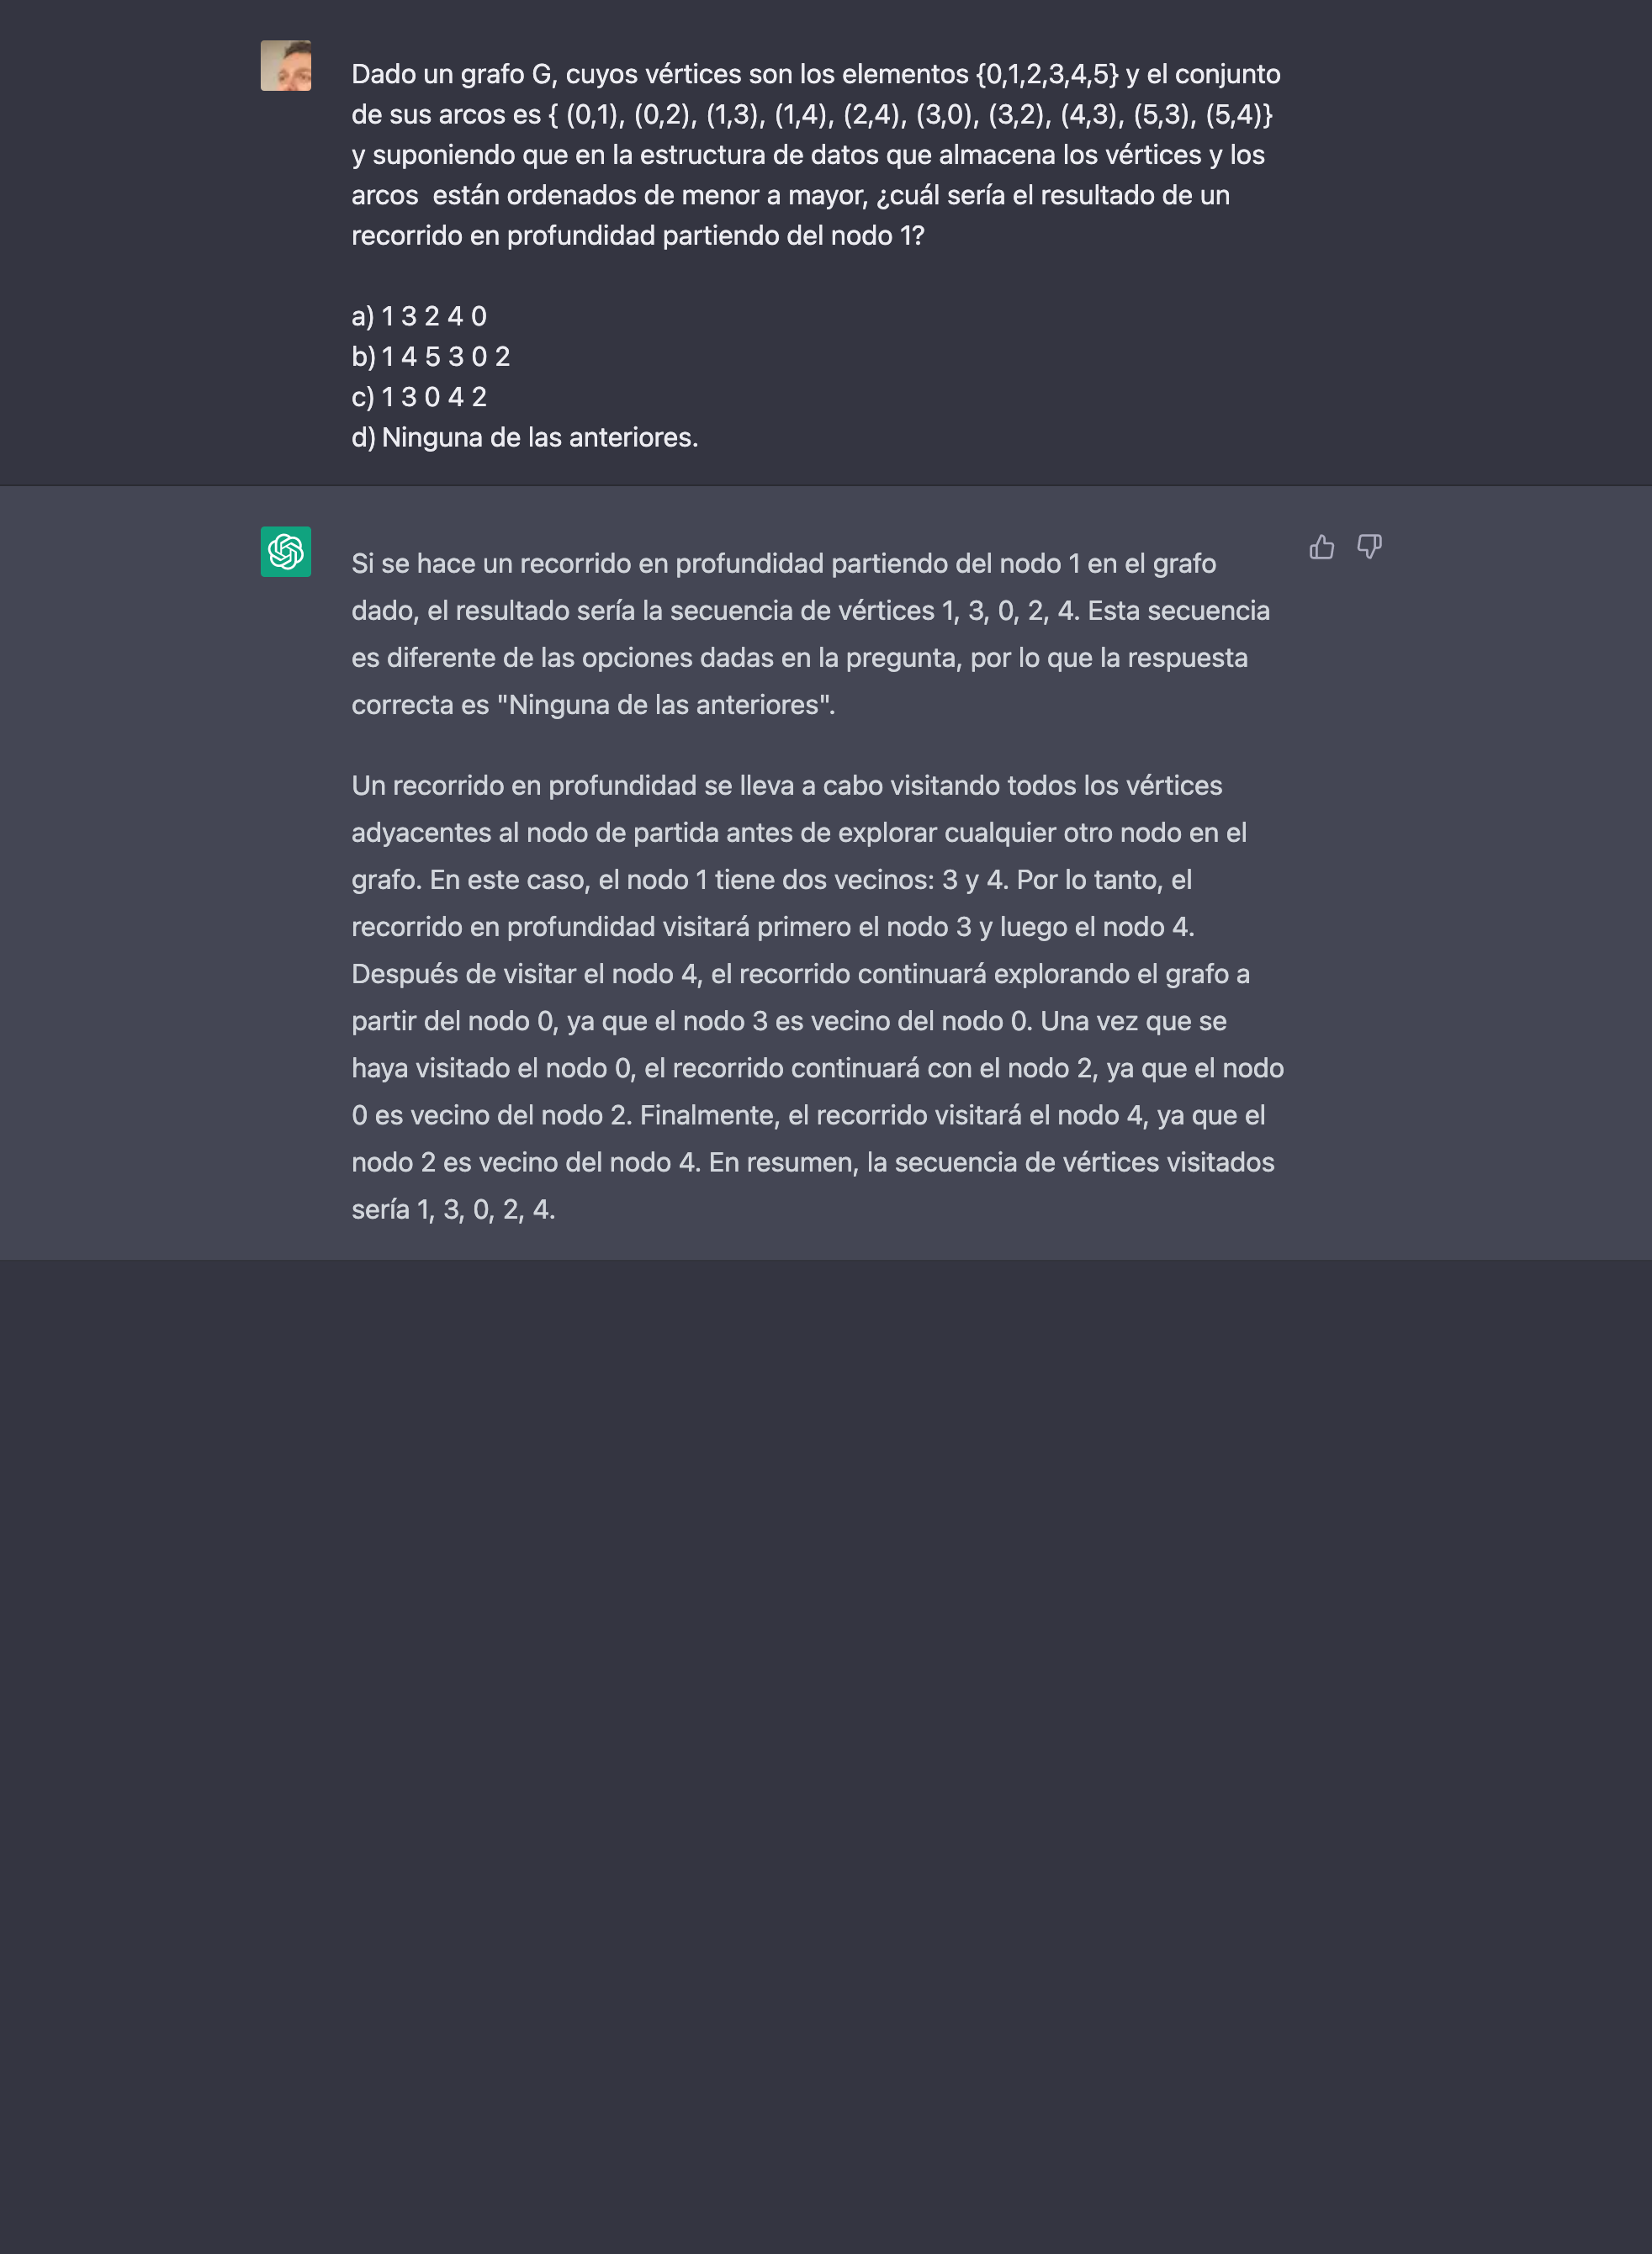 Dado un grafo G, cuyos vértices son los elementos {0,1,2,3,4,5} y el conjunto
de sus arcos es { (0,1), (0,2), (1,3), (1,4), (2,4), (3,0), (3,2), (4,3), (5,3), (5,4)}
y suponiendo que en la estructura de datos que almacena los vértices y los
arcos  están ordenados de menor a mayor, ¿cuál sería el resultado de un
recorrido en profundidad partiendo del nodo 1?
a) 1 3 2 4 0
b) 1 4 5 3 0 2
c) 1 3 0 4 2
d) Ninguna de las anteriores.
Si se hace un recorrido en profundidad partiendo del nodo 1 en el grafo
dado, el resultado sería la secuencia de vértices 1, 3, 0, 2, 4. Esta secuencia
es diferente de las opciones dadas en la pregunta, por lo que la respuesta
correcta es "Ninguna de las anteriores".
Un recorrido en profundidad se lleva a cabo visitando todos los vértices
adyacentes al nodo de partida antes de explorar cualquier otro nodo en el
grafo. En este caso, el nodo 1 tiene dos vecinos: 3 y 4. Por lo tanto, el
recorrido en profundidad visitará primero el nodo 3 y luego el nodo 4.
Después de visitar el nodo 4, el recorrido continuará explorando el grafo a
partir del nodo 0, ya que el nodo 3 es vecino del nodo 0. Una vez que se
haya visitado el nodo 0, el recorrido continuará con el nodo 2, ya que el nodo
0 es vecino del nodo 2. Finalmente, el recorrido visitará el nodo 4, ya que el
nodo 2 es vecino del nodo 4. En resumen, la secuencia de vértices visitados
sería 1, 3, 0, 2, 4.